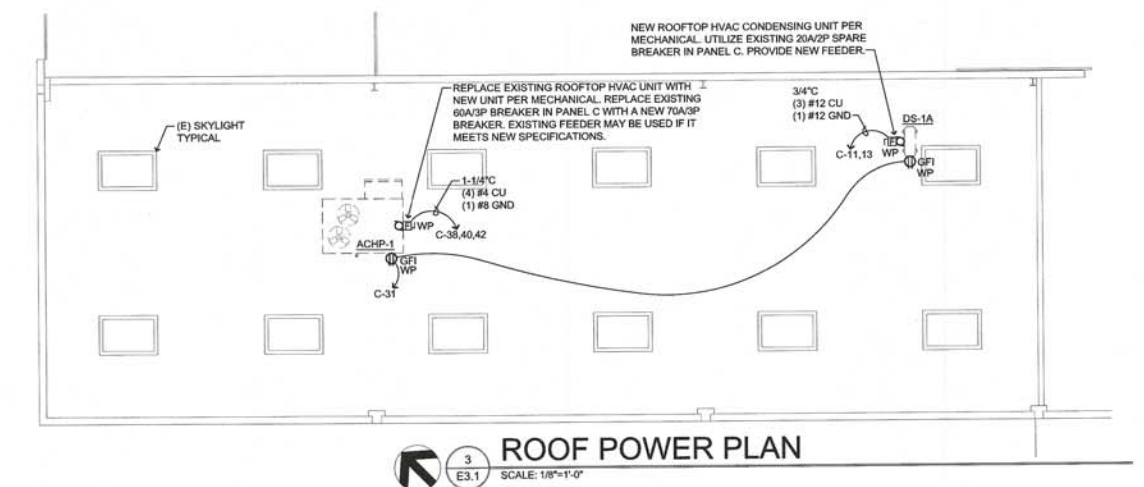 NEW ROOFTOP HVAC CONDENSING UNIT PER
MECHANICAL. UTILIZE EXISTING 20A/2P SPARE
BREAKER IN PANEL C. PROVIDE NEW FEEDER.
REPLACE EXISTING ROOFTOP HVAC UNIT WITH
NEW UNIT PER MECHANICAL. REPLACE EXISTING
60A/3P BREAKER IN PANEL C WITH A NEW 70A/3P
BREAKER. EXISTING FEEDER MAY BE USED IF IT
MEETS NEW SPECIFICATIONS.
3/4"C
(3) #12 CU
(1) #12 GND
DS-1A
(E) SKYLIGHT
TYPICAL
F
WP
C-11,13
GFI
WP
1-1/4"C
(4) #4 CU
(1) #8 GND
F WP
C-38,40,42
ACHP-1
GFI
WP
C-31
3
E3.1
ROOF POWER PLAN
SCALE: 1/8"=1'-0"